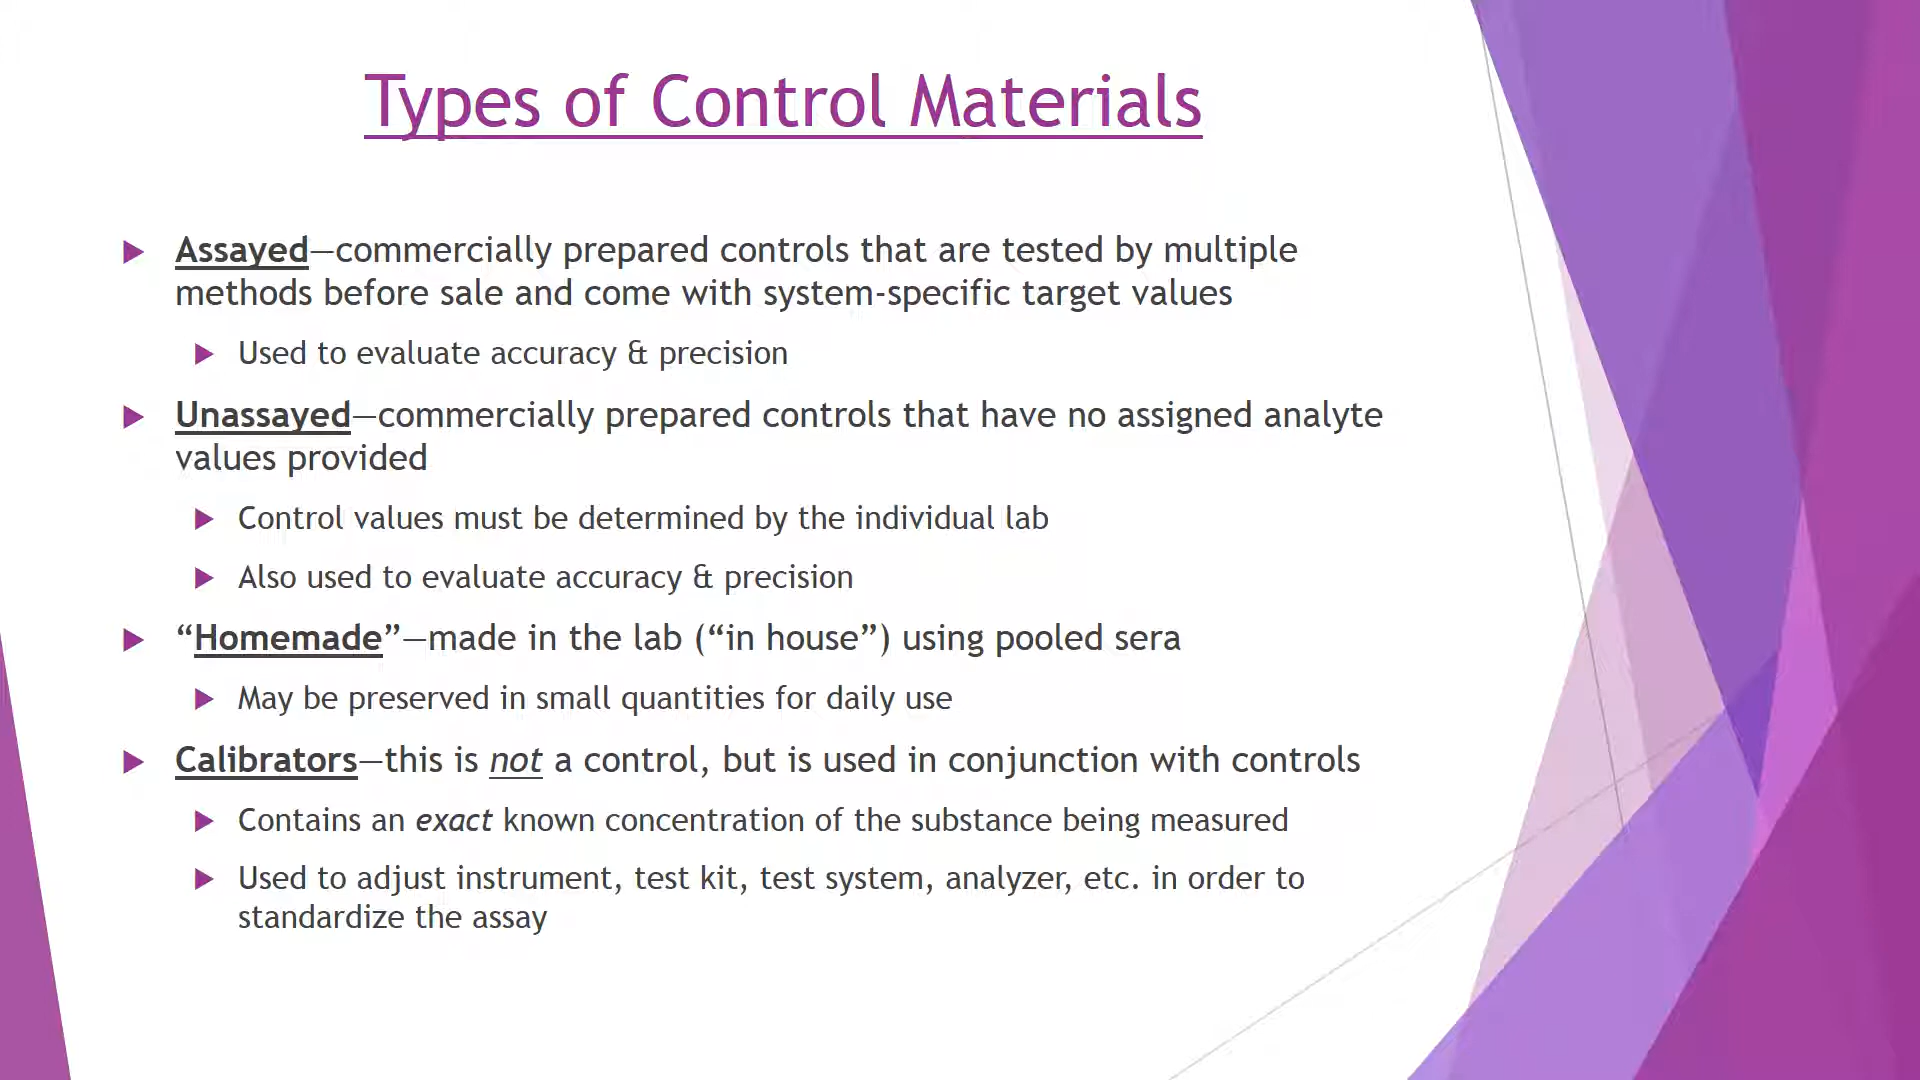 Types of Control Materials
Assayed—commercially prepared controls that are tested by multiple
methods before sale and come with system-specific target values
Used to evaluate accuracy & precision
Unassayed—commercially prepared controls that have no assigned analyte
values provided
Control values must be determined by the individual lab
Also used to evaluate accuracy & precision
“Homemade”—made in the lab (“in house”) using pooled sera
May be preserved in small quantities for daily use
Calibrators—this is not a control, but is used in conjunction with controls
Contains an exact known concentration of the substance being measured
Used to adjust instrument, test kit, test system, analyzer, etc. in order to
standardize the assay